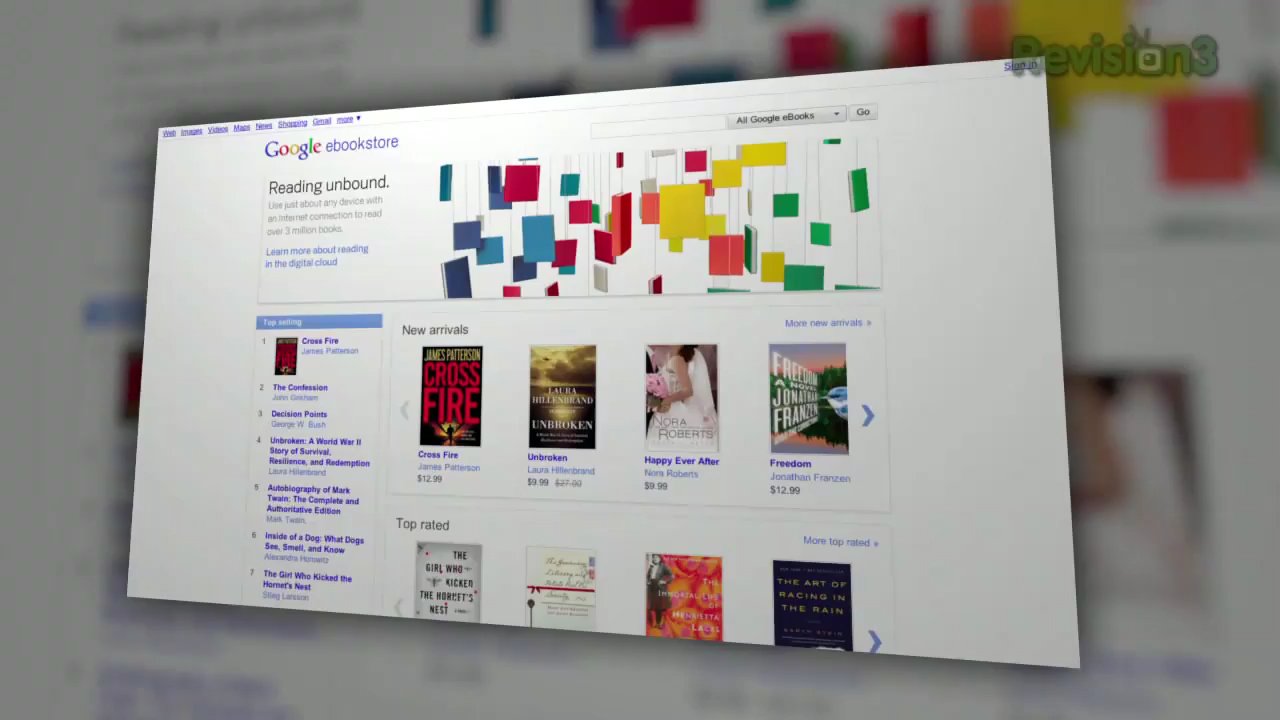 Revision3
Sign in
Web Images Videos Maps News Shopping Gmail more
Google ebookstore
All Google eBooks
Go
Reading unbound.
Use just about any device with
an Internet connection to read
over 3 million books.
Learn more about reading
in the digital cloud
Top selling
1 Cross Fire
James Patterson
2 The Confession
John Grisham
3 Decision Points
George W. Bush
4 Unbroken: A World War II
Story of Survival,
Resilience, and Redemption
Laura Hillenbrand
5 Autobiography of Mark
Twain: The Complete and
Authoritative Edition
Mark Twain, ...
6 Inside of a Dog: What Dogs
See, Smell, and Know
Alexandra Horowitz
7 The Girl Who Kicked the
Hornet's Nest
Stieg Larsson
New arrivals
More new arrivals »
JAMES PATTERSON
CROSS
FIRE
Cross Fire
James Patterson
$12.99
LAURA
HILLENBRAND
UNBROKEN
Unbroken
Laura Hillenbrand
$9.99 $27.00
NORA
ROBERTS
Happy Ever After
Nora Roberts
$9.99
FREEDOM
A NOVEL
JONATHAN
FRANZEN
Freedom
Jonathan Franzen
$12.99
Top rated
More top rated »
THE
GIRL WHO
KICKED
THE HORNET'S
NEST
THE
IMMORTAL LIFE
OF
HENRIETTA
LACKS
THE ART OF
RACING IN
THE RAIN
GARTH STEIN